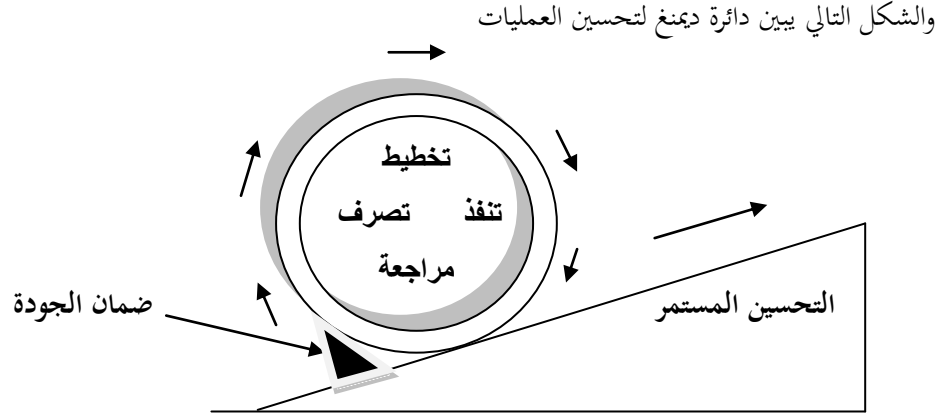 والشكل التالي يبين دائرة ديمنغ لتحسين العمليات
تخطيط
تنفذ تصرف
مراجعة
التحسين المستمر
ضمان الجودة